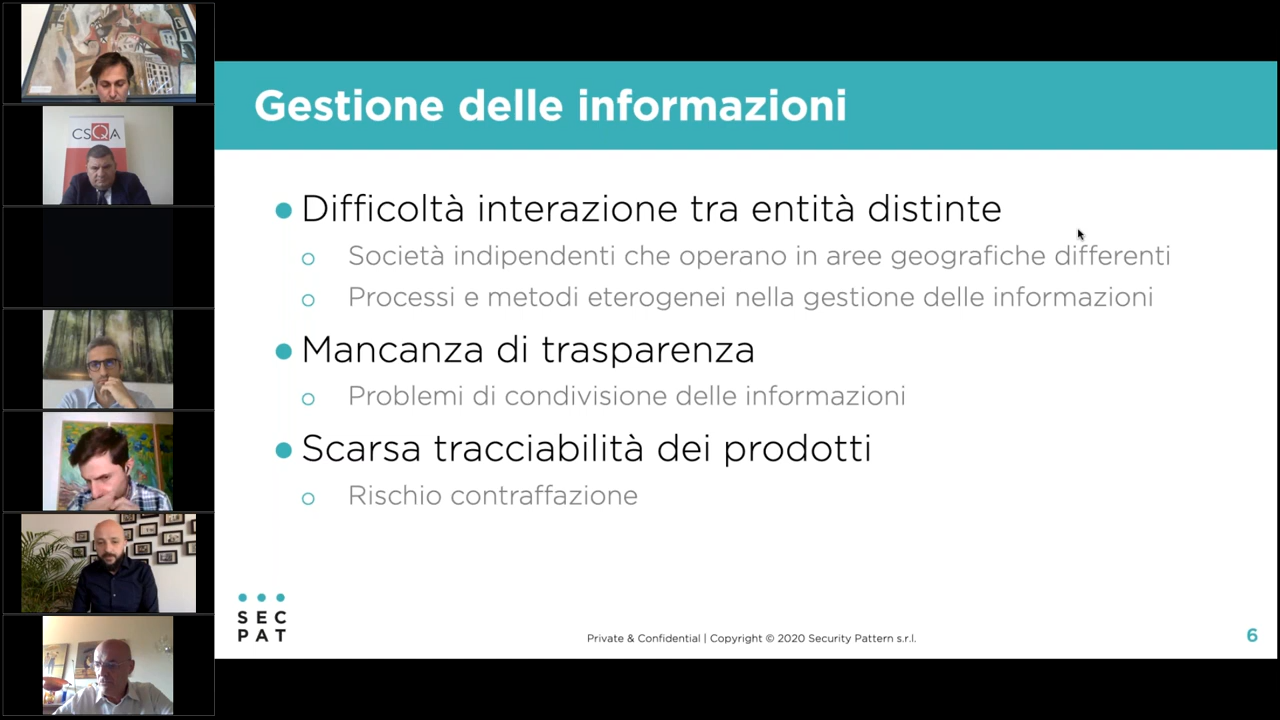 CSQA
Gestione delle informazioni
Difficoltà interazione tra entità distinte
Società indipendenti che operano in aree geografiche differenti
Processi e metodi eterogenei nella gestione delle informazioni
Mancanza di trasparenza
Problemi di condivisione delle informazioni
Scarsa tracciabilità dei prodotti
Rischio contraffazione
SEC
PAT
Private & Confidential | Copyright © 2020 Security Pattern s.r.l.
6